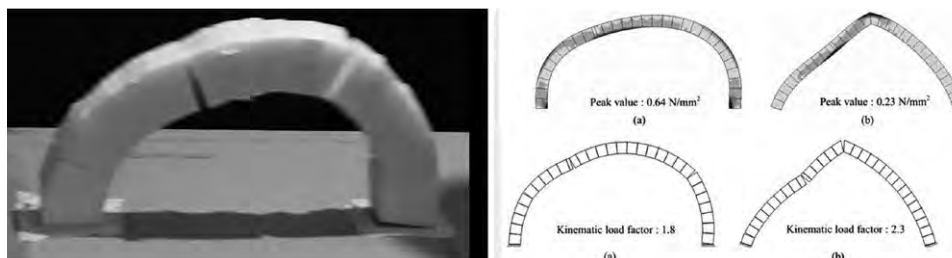 Peak value : 0.64 N/mm²
(a)
Peak value : 0.23 N/mm²
(b)
Kinematic load factor : 1.8
(a)
Kinematic load factor : 2.3
(b)